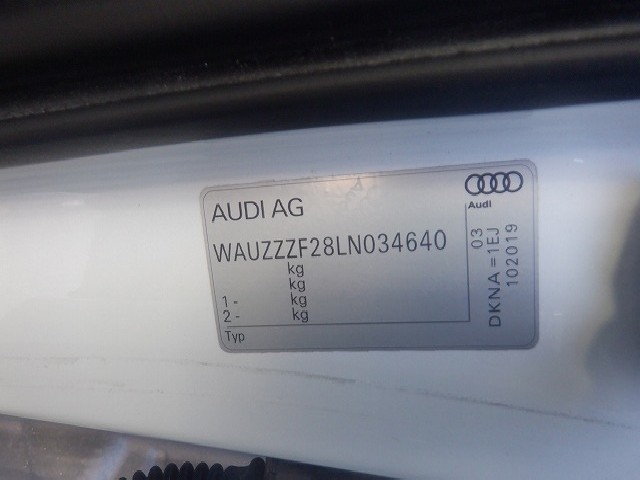 AUDI AG
Audi
WAUZZZF28LN034640
kg
kg
1 - kg
2 - kg
Typ
03
DKNA =1EJ
102019